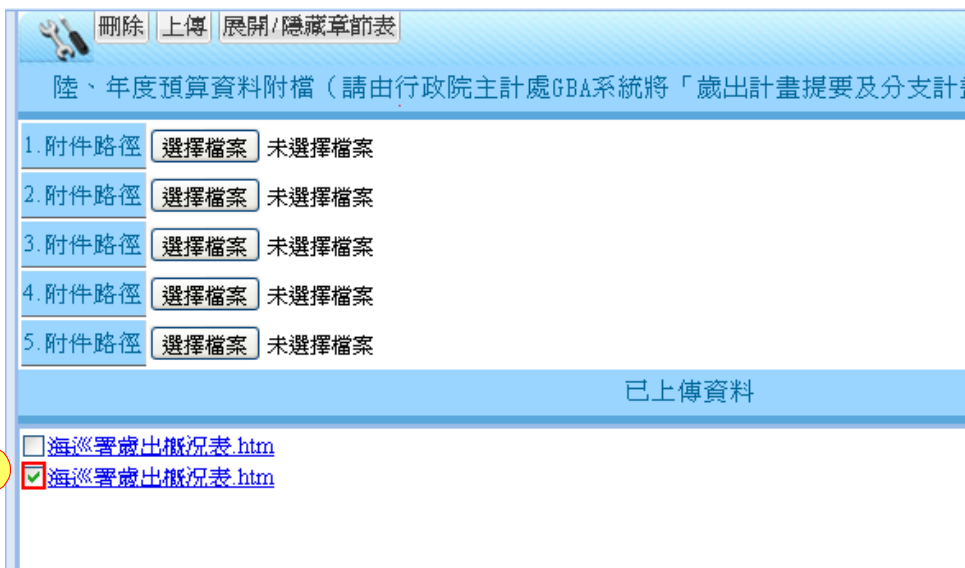 刪除 上傳 展開/隱藏章節表
陸、年度預算資料附檔（請由行政院主計處GBA系統將「歲出計畫提要及分支計
1.附件路徑 選擇檔案 未選擇檔案
2.附件路徑 選擇檔案 未選擇檔案
3.附件路徑 選擇檔案 未選擇檔案
4.附件路徑 選擇檔案 未選擇檔案
5.附件路徑 選擇檔案 未選擇檔案
已上傳資料
海巡署歲出概況表.htm
海巡署歲出概況表.htm